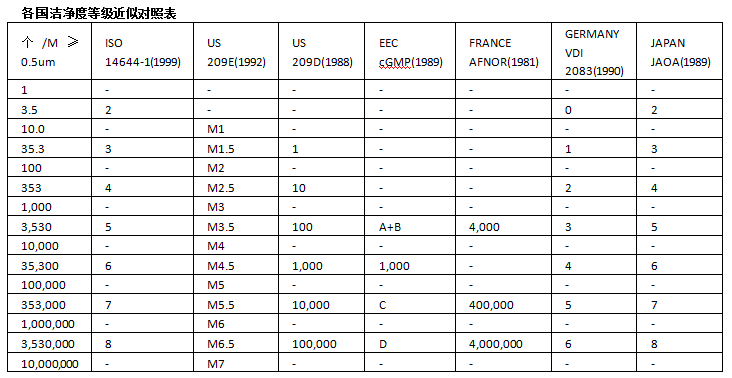 各国洁净度等级近似对照表
个 /M ≥ ISO US US EEC FRANCE GERMANY VDI JAPAN
0.5um 14644-1(1999) 209E(1992) 209D(1988) cGMP(1989) AFNOR(1981) 2083(1990) JAOA(1989)
1 - - - - - - -
3.5 2 - - - - 0 2
10.0 - M1 - - - - -
35.3 3 M1.5 1 - - 1 3
100 - M2 - - - - -
353 4 M2.5 10 - - 2 4
1,000 - M3 - - - - -
3,530 5 M3.5 100 A+B 4,000 3 5
10,000 - M4 - - - - -
35,300 6 M4.5 1,000 1,000 - 4 6
100,000 - M5 - - - - -
353,000 7 M5.5 10,000 C 400,000 5 7
1,000,000 - M6 - - - - -
3,530,000 8 M6.5 100,000 D 4,000,000 6 8
10,000,000 - M7 - - - - -